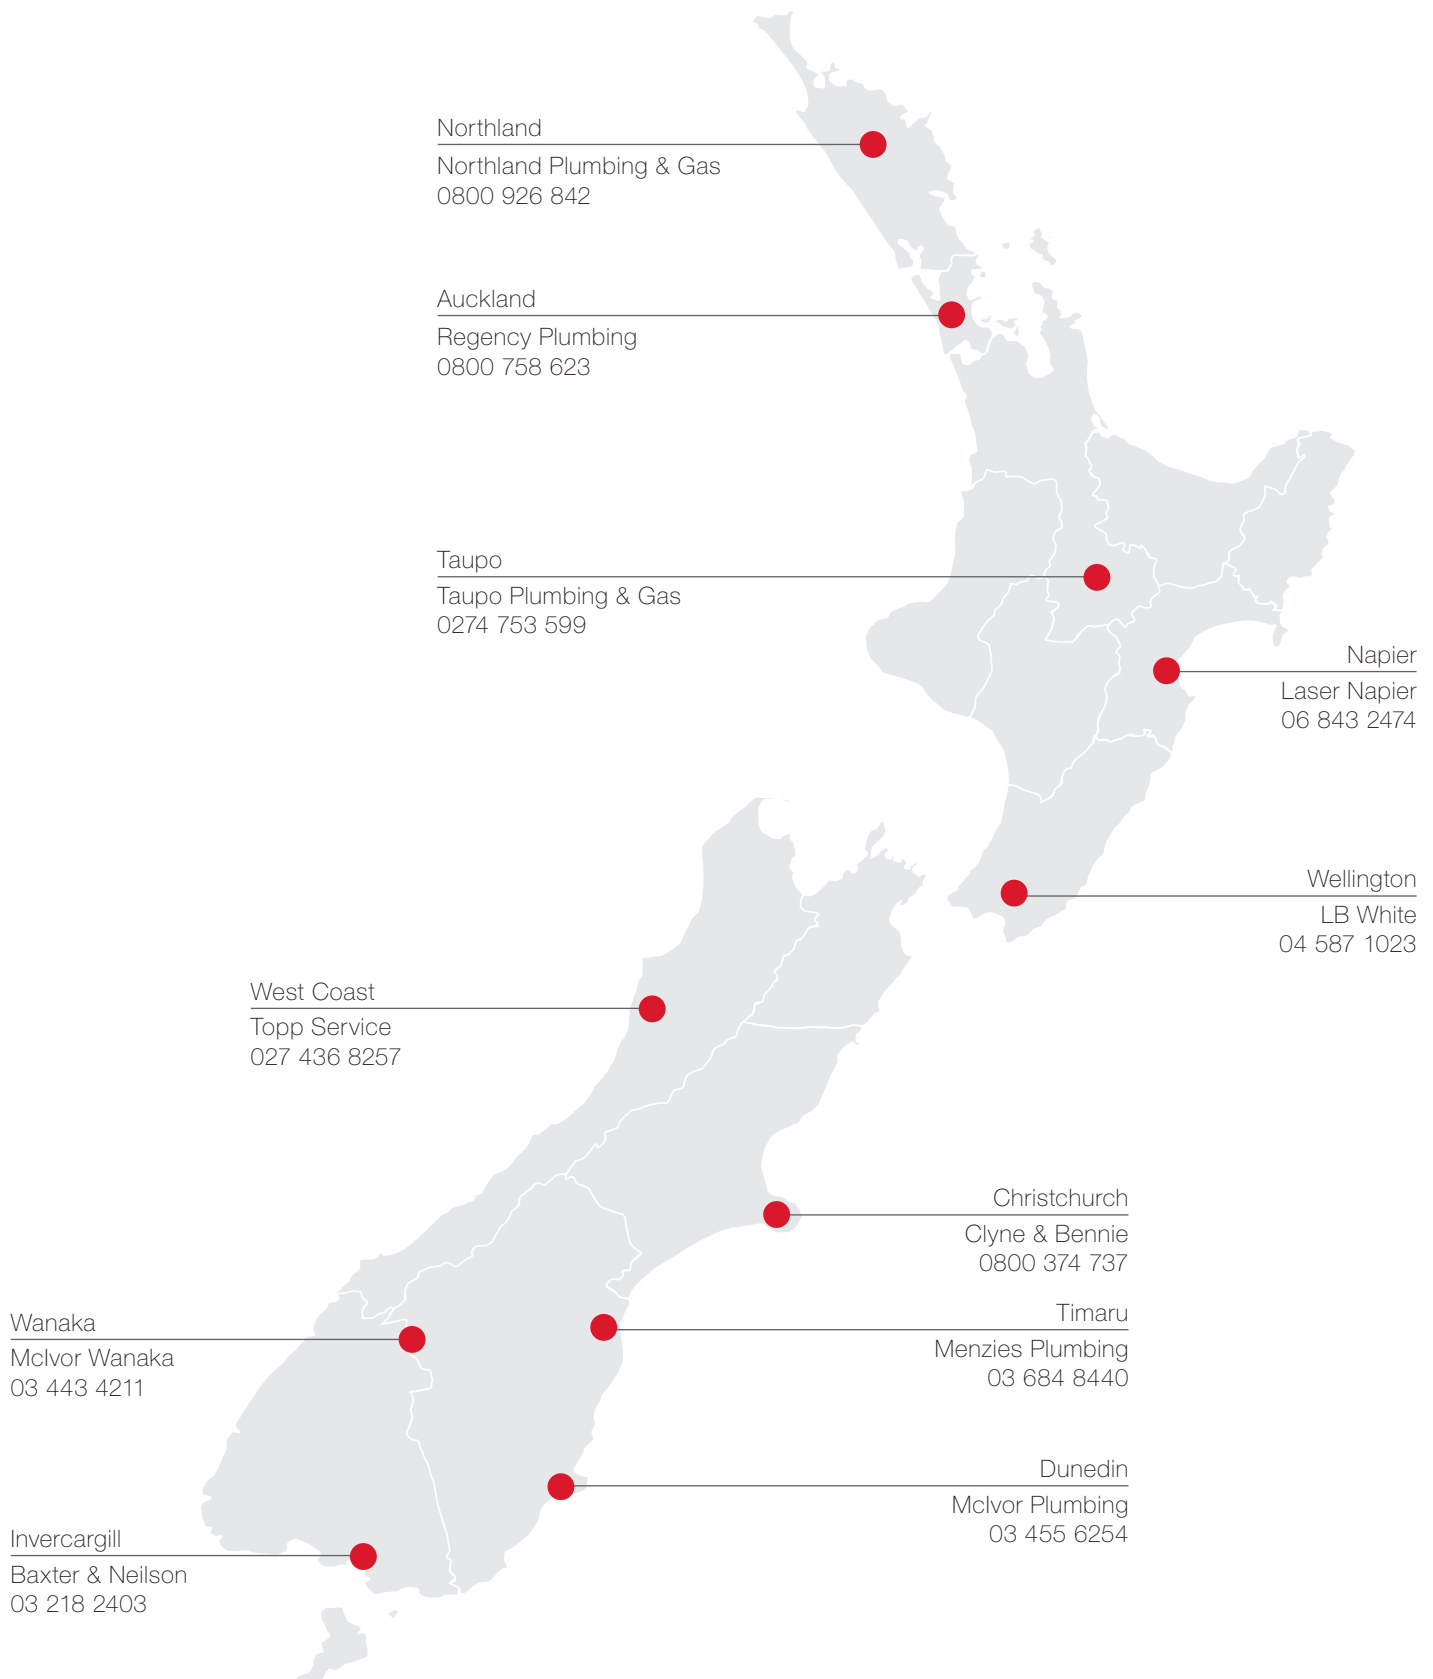 Northland
Northland Plumbing & Gas
0800 926 842
Auckland
Regency Plumbing
0800 758 623
Taupo
Taupo Plumbing & Gas
0274 753 599
Napier
Laser Napier
06 843 2474
Wellington
LB White
04 587 1023
West Coast
Topp Service
027 436 8257
Christchurch
Clyne & Bennie
0800 374 737
Timaru
Menzies Plumbing
03 684 8440
Wanaka
McIvor Wanaka
03 443 4211
Dunedin
McIvor Plumbing
03 455 6254
Invercargill
Baxter & Neilson
03 218 2403